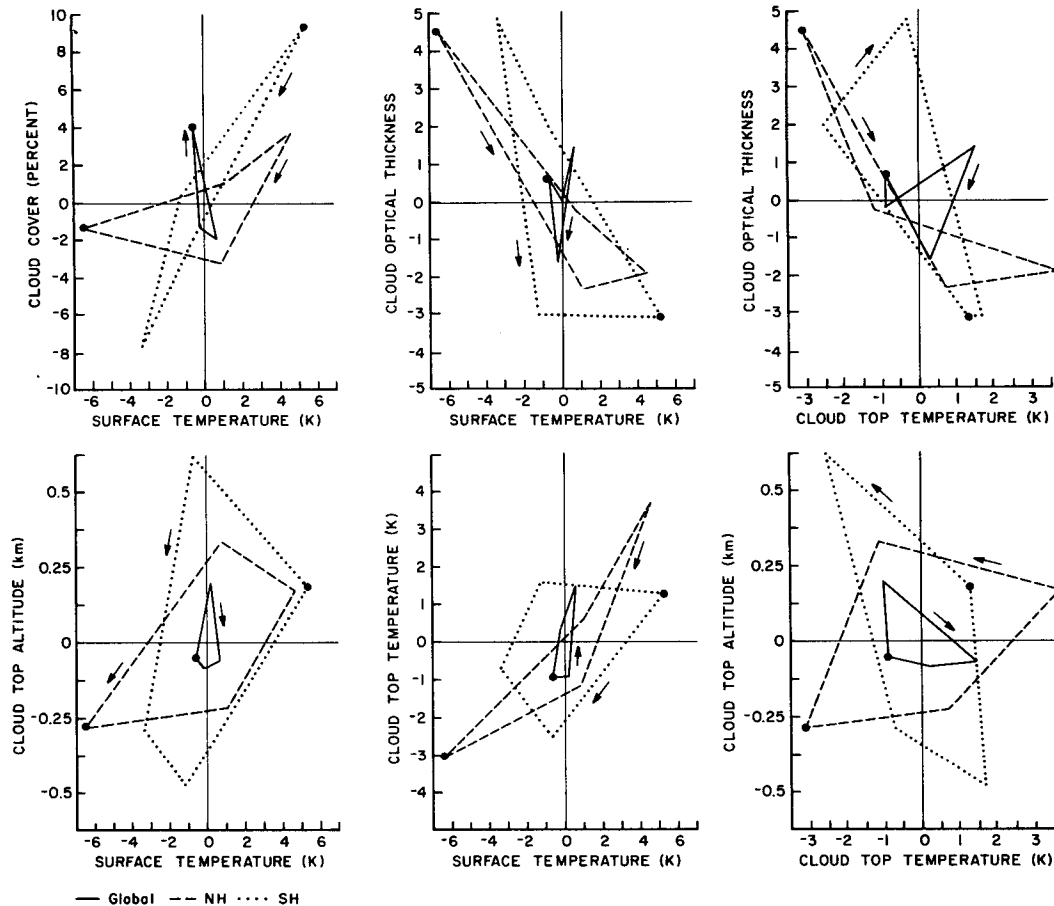 10
8
6
4
2
0
-2
-4
-6
-8
-10
CLOUD COVER (PERCENT)
-6 -4 -2 0 2 4 6
SURFACE TEMPERATURE (K)
5
4
3
2
1
0
-1
-2
-3
-4
-5
CLOUD OPTICAL THICKNESS
-6 -4 -2 0 2 4 6
SURFACE TEMPERATURE (K)
5
4
3
2
1
0
-1
-2
-3
-4
-5
CLOUD OPTICAL THICKNESS
-3 -2 -1 0 1 2 3
CLOUD TOP TEMPERATURE (K)
0.5
0.25
0
-0.25
-0.5
CLOUD TOP ALTITUDE (km)
-6 -4 -2 0 2 4 6
SURFACE TEMPERATURE (K)
4
3
2
1
0
-1
-2
-3
-4
CLOUD TOP TEMPERATURE (K)
-6 -4 -2 0 2 4 6
SURFACE TEMPERATURE (K)
0.5
0.25
0
-0.25
-0.5
CLOUD TOP ALTITUDE (km)
-3 -2 -1 0 1 2 3
CLOUD TOP TEMPERATURE (K)
Global NH SH